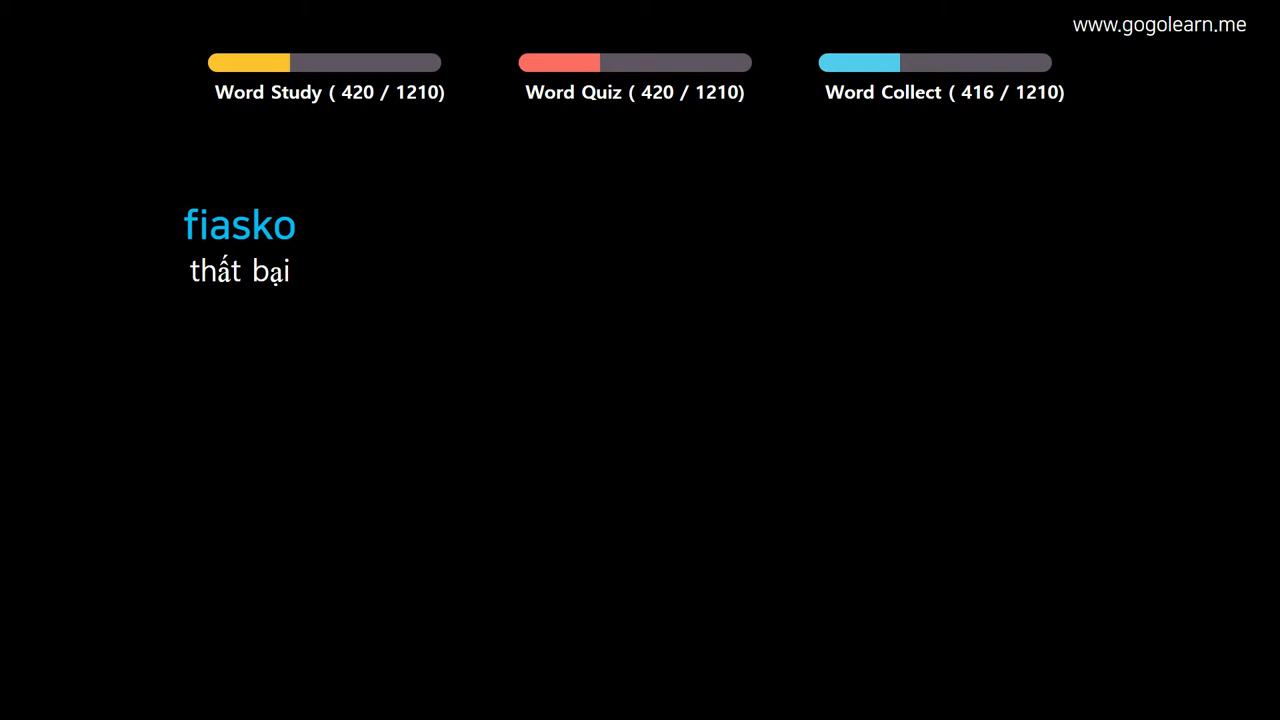 www.gogolearn.me
Word Study ( 420 / 1210)
Word Quiz ( 420 / 1210)
Word Collect ( 416 / 1210)
fiasko
thất bại